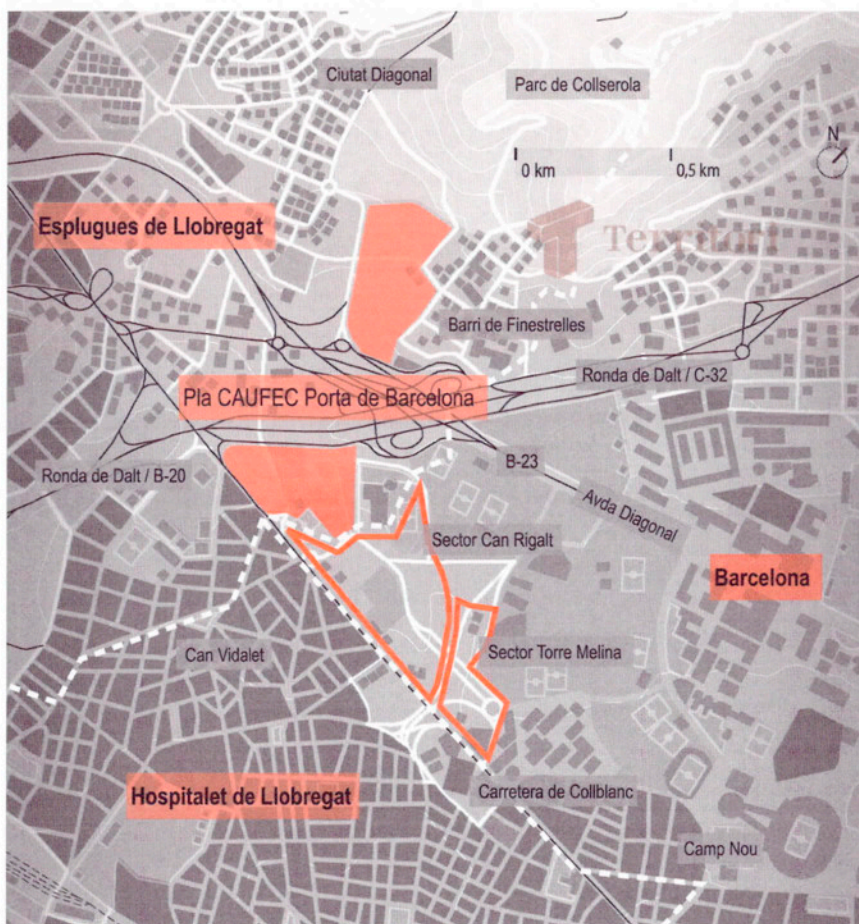 Ciutat Diagonal
Parc de Collserola
N
0 km
0,5 km
Esplugues de Llobregat
Territori
Barri de Finestrelles
Ronda de Dalt / C-32
Pla CAUFEC Porta de Barcelona
Ronda de Dalt / B-20
B-23
Avda Diagonal
Sector Can Rigalt
Barcelona
Can Vidalet
Sector Torre Melina
Hospitalet de Llobregat
Carretera de Collblanc
Camp Nou